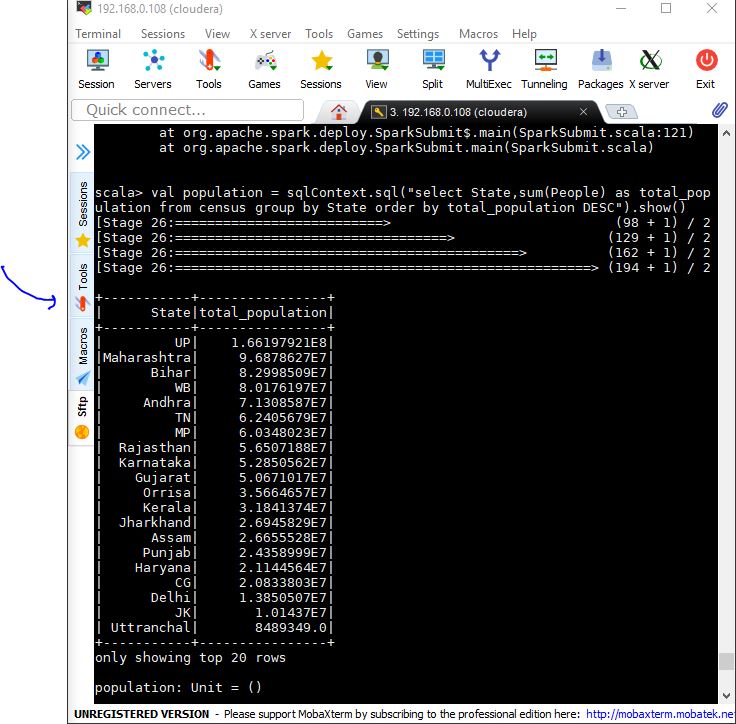 192.168.0.108 (cloudera)
Terminal Sessions View X server Tools Games Settings Macros Help
Session Servers Tools Games Sessions View Split MultiExec Tunneling Packages X server Exit
Quick connect...
3. 192.168.0.108 (cloudera)
Sessions
Tools
Macros
Sftp
at org.apache.spark.deploy.SparkSubmit$.main(SparkSubmit.scala:121)
at org.apache.spark.deploy.SparkSubmit.main(SparkSubmit.scala)
scala> val population = sqlContext.sql("select State,sum(People) as total_pop
ulation from census group by State order by total_population DESC").show()
[Stage 26:============================> (98 + 1) / 2
[Stage 26:=====================================> (129 + 1) / 2
[Stage 26:==============================================> (162 + 1) / 2
[Stage 26:=======================================================> (194 + 1) / 2
+-----------+----------------+
| State|total_population|
+-----------+----------------+
| UP| 1.66197921E8|
|Maharashtra| 9.6878627E7|
| Bihar| 8.2998509E7|
| WB| 8.0176197E7|
| Andhra| 7.1308587E7|
| TN| 6.2405679E7|
| MP| 6.0348023E7|
| Rajasthan| 5.6507188E7|
| Karnataka| 5.2850562E7|
| Gujarat| 5.0671017E7|
| Orrisa| 3.5664657E7|
| Kerala| 3.1841374E7|
| Jharkhand| 2.6945829E7|
| Assam| 2.6655528E7|
| Punjab| 2.4358999E7|
| Haryana| 2.1144564E7|
| CG| 2.0833803E7|
| Delhi| 1.3850507E7|
| JK| 1.01437E7|
| Uttranchal| 8489349.0|
+-----------+----------------+
only showing top 20 rows
population: Unit = ()
UNREGISTERED VERSION - Please support MobaXterm by subscribing to the professional edition here: http://mobaxterm.mobatek.ne